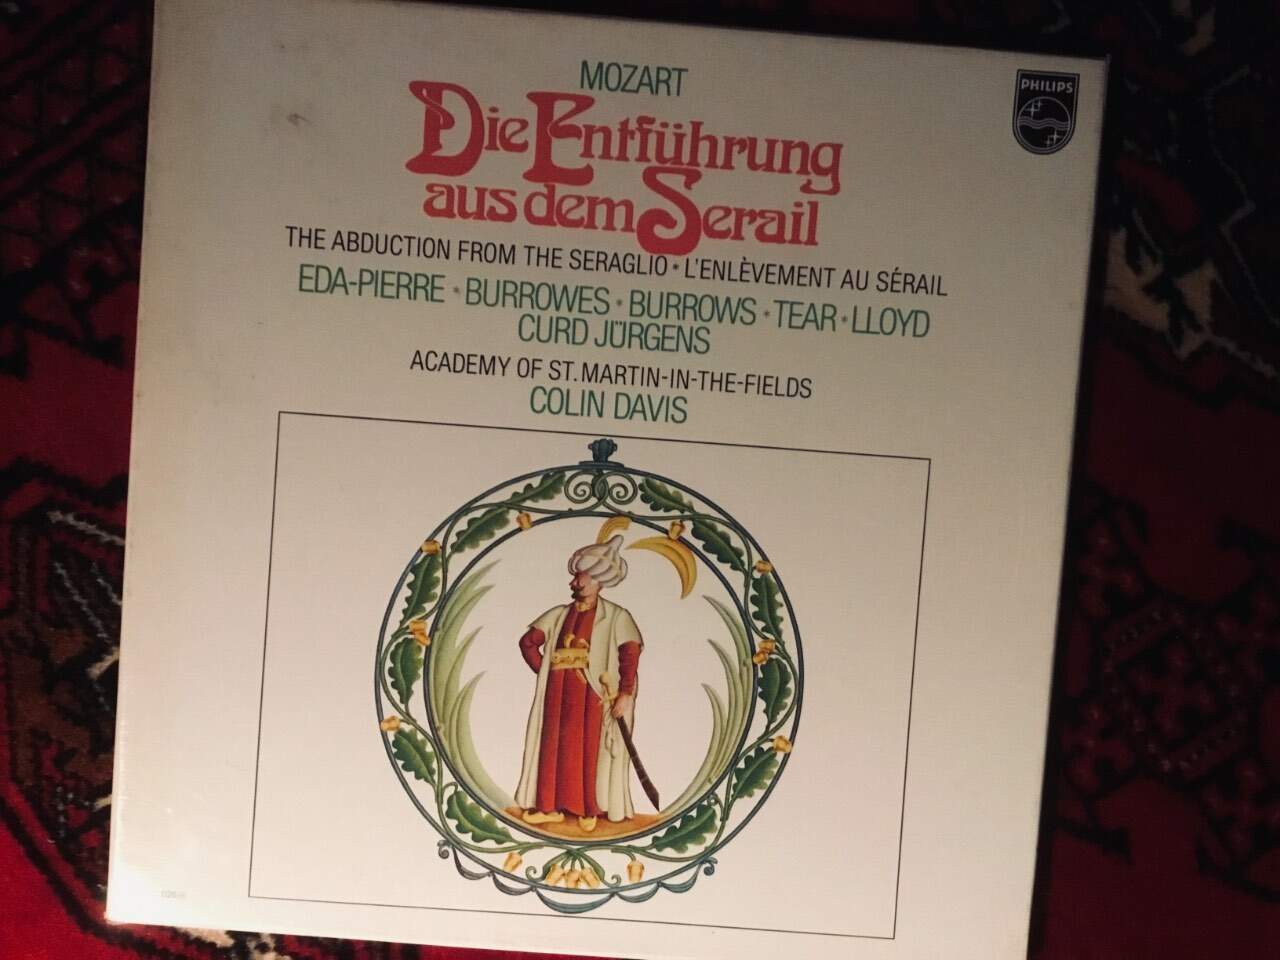 MOZART
PHILIPS
Die Entführung
aus dem Serail
THE ABDUCTION FROM THE SERAGLIO • L'ENLÈVEMENT AU SÉRAIL
EDA-PIERRE • BURROWES • BURROWS • TEAR • LLOYD
CURD JÜRGENS
ACADEMY OF ST. MARTIN-IN-THE-FIELDS
COLIN DAVIS